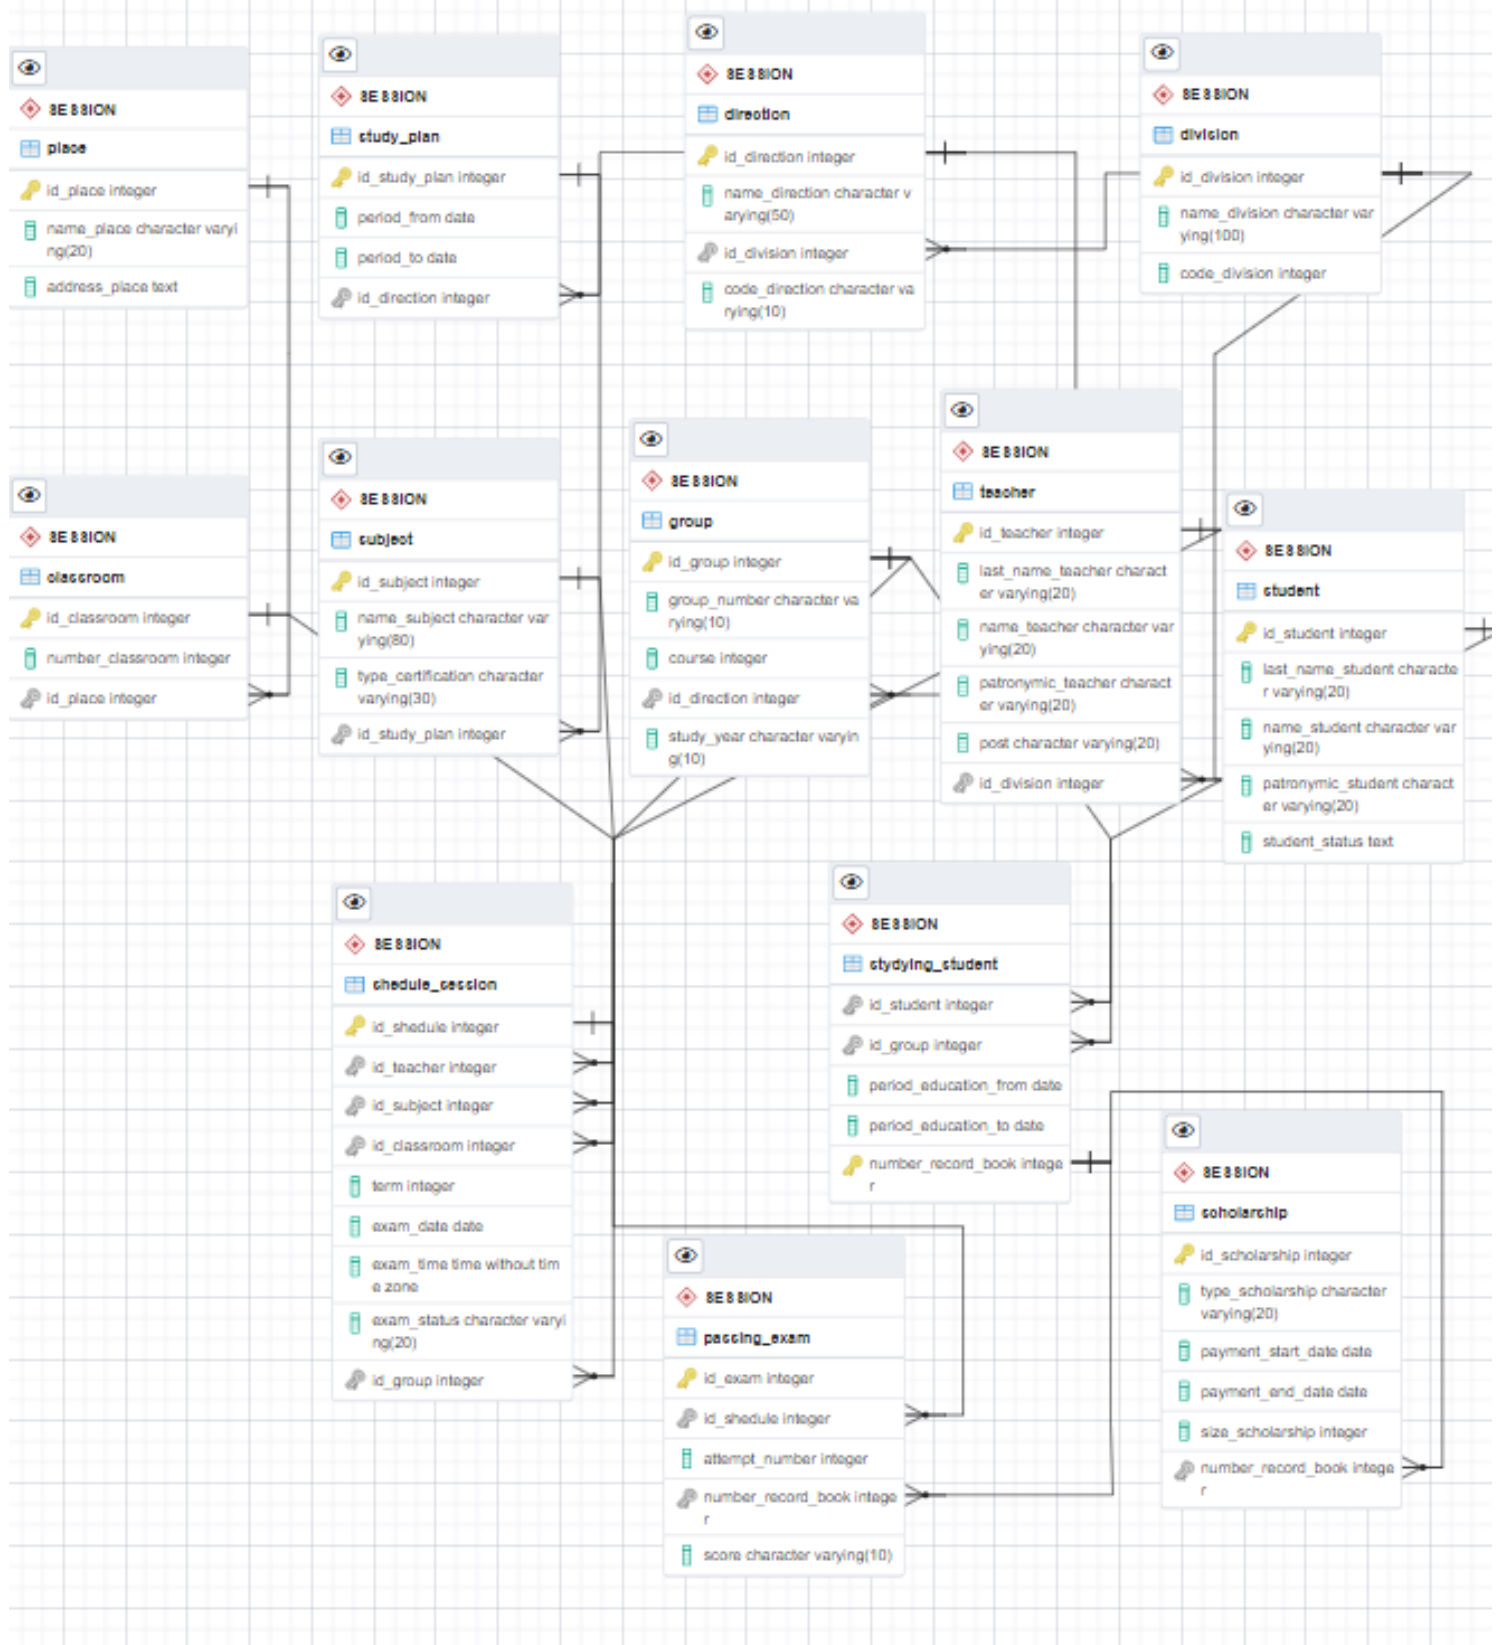 SESSION
place
id_place integer
name_place character varyi
ng(20)
address_place text
SESSION
study_plan
id_study_plan integer
period_from date
period_to date
id_direction integer
SESSION
direction
id_direction integer
name_direction character v
arying(50)
id_division integer
code_direction character va
rying(10)
SESSION
division
id_division integer
name_division character var
ying(100)
code_division integer
SESSION
classroom
id_classroom integer
number_classroom integer
id_place integer
SESSION
subject
id_subject integer
name_subject character var
ying(80)
type_certification character
varying(30)
id_study_plan integer
SESSION
group
id_group integer
group_number character va
rying(10)
course integer
id_direction integer
study_year character varyin
g(10)
SESSION
teacher
id_teacher integer
last_name_teacher charact
er varying(20)
name_teacher character var
ying(20)
patronymic_teacher charact
er varying(20)
post character varying(20)
id_division integer
SESSION
student
id_student integer
last_name_student characte
r varying(20)
name_student character var
ying(20)
patronymic_student charact
er varying(20)
student_status text
SESSION
shedule_session
id_shedule integer
id_teacher integer
id_subject integer
id_classroom integer
term integer
exam_date date
exam_time time without tim
e zone
exam_status character varyi
ng(20)
id_group integer
SESSION
stydying_student
id_student integer
id_group integer
period_education_from date
period_education_to date
number_record_book intege
r
SESSION
passing_exam
id_exam integer
id_shedule integer
attempt_number integer
number_record_book intege
r
score character varying(10)
SESSION
scholarship
id_scholarship integer
type_scholarship character
varying(20)
payment_start_date date
payment_end_date date
size_scholarship integer
number_record_book intege
r